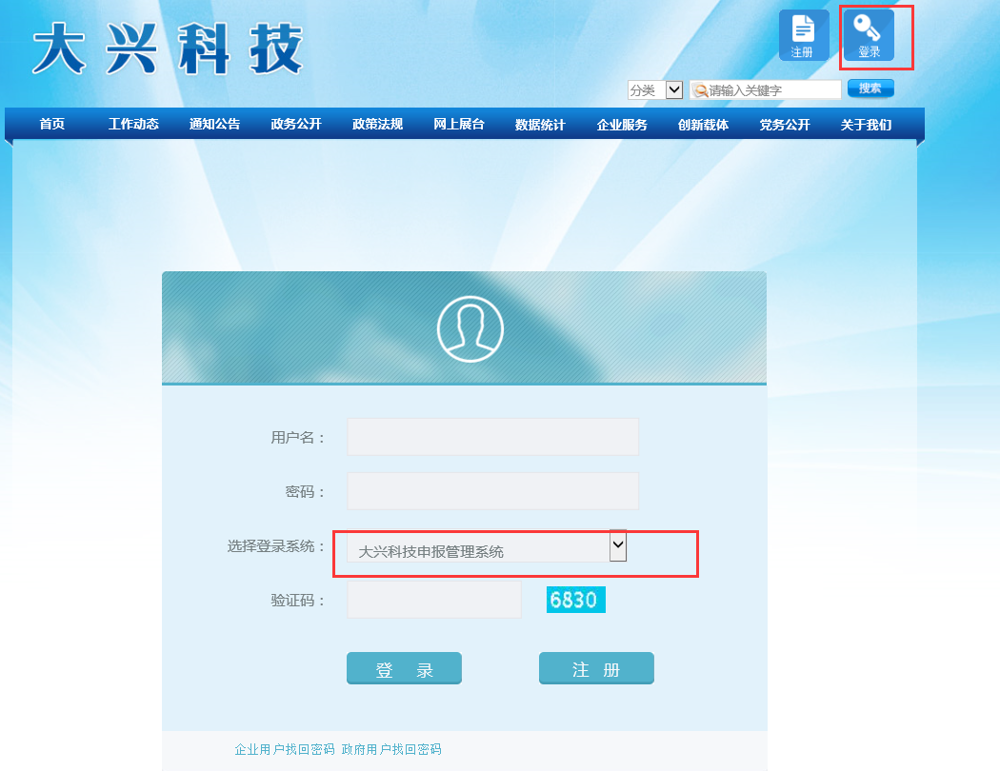 大兴科技
注册 登录
分类 请输入关键字 搜索
首页 工作动态 通知公告 政务公开 政策法规 网上展台 数据统计 企业服务 创新载体 党务公开 关于我们
用户名：
密码：
选择登录系统： 大兴科技申报管理系统
验证码： 6830
登 录 注 册
企业用户找回密码 政府用户找回密码